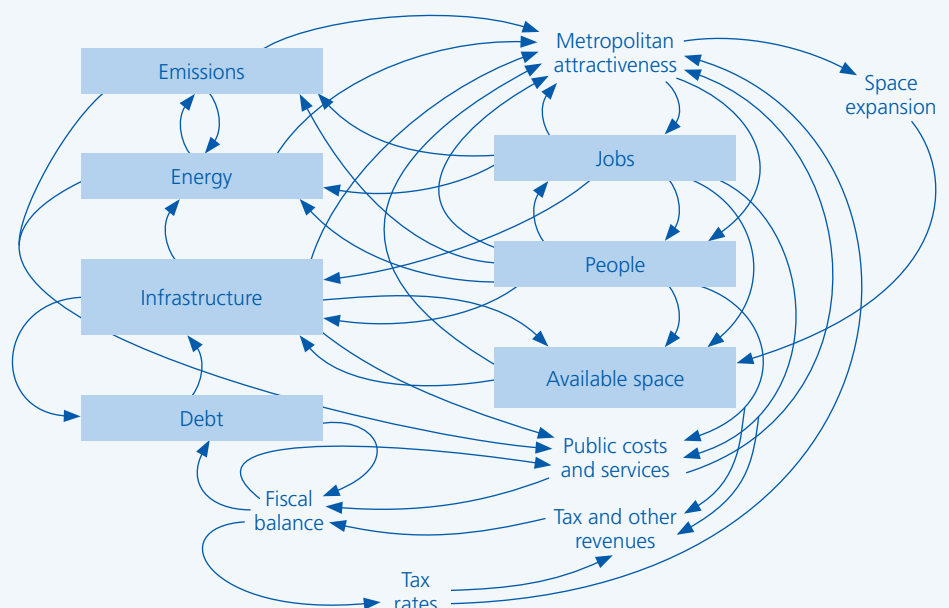 Metropolitan
attractiveness
Emissions
Space
expansion
Jobs
Energy
People
Infrastructure
Available space
Debt
Public costs
and services
Fiscal
balance
Tax and other
revenues
Tax
rates